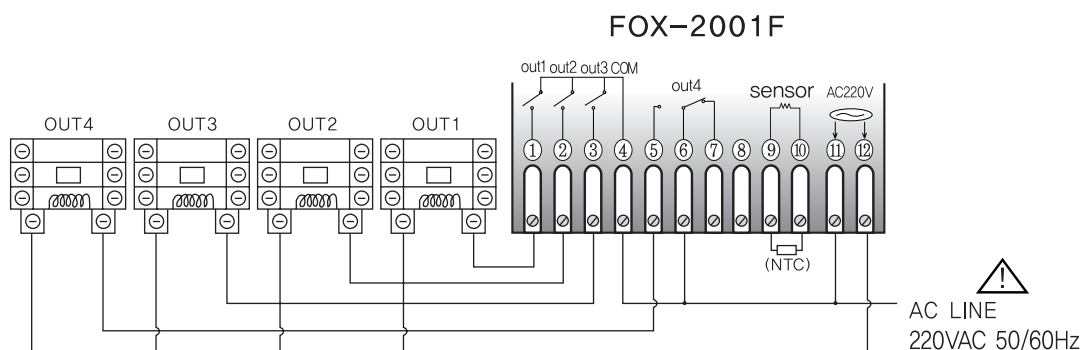 FOX-2001F
out1 out2 out3 COM
out4
sensor
AC220V
OUT4 OUT3 OUT2 OUT1
① ② ③ ④ ⑤ ⑥ ⑦ ⑧ ⑨ ⑩ ⑪ ⑫
(NTC)
!
AC LINE
220VAC 50/60Hz